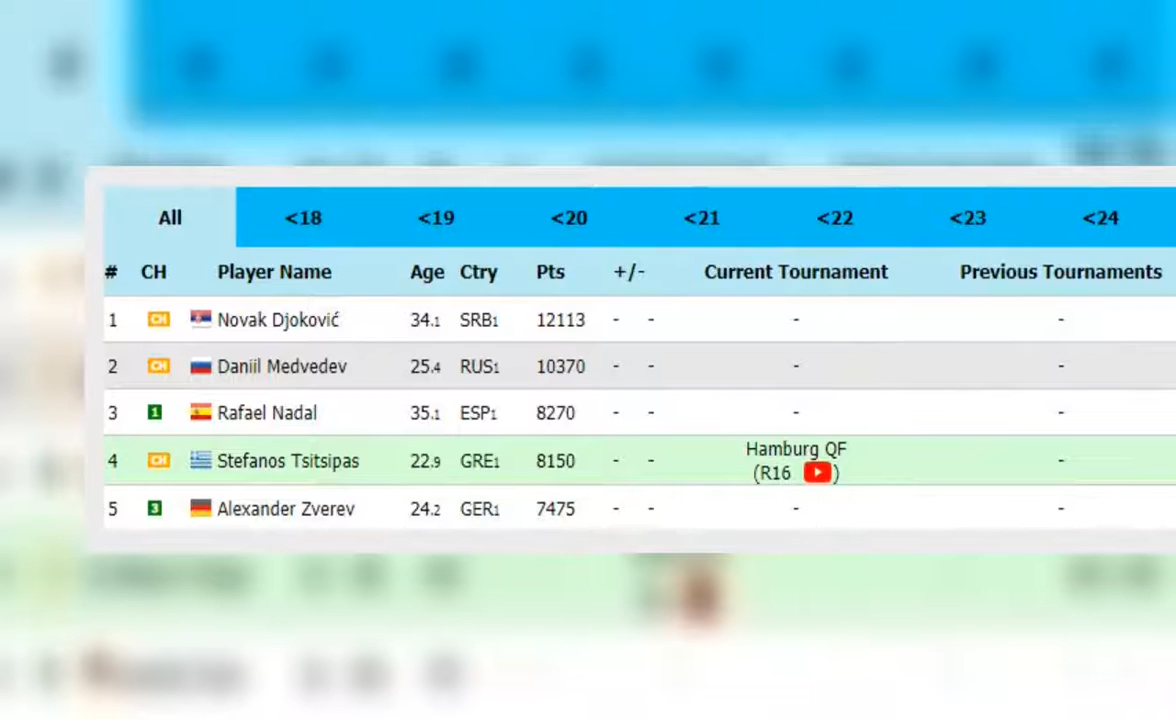 All <18 <19 <20 <21 <22 <23 <24
# CH Player Name Age Ctry Pts +/- Current Tournament Previous Tournaments
1 CH Novak Djoković 34.1 SRB1 12113 - - - -
2 CH Daniil Medvedev 25.4 RUS1 10370 - - - -
3 1 Rafael Nadal 35.1 ESP1 8270 - - - -
4 CH Stefanos Tsitsipas 22.9 GRE1 8150 - - Hamburg QF -
(R16 )
5 3 Alexander Zverev 24.2 GER1 7475 - - - -